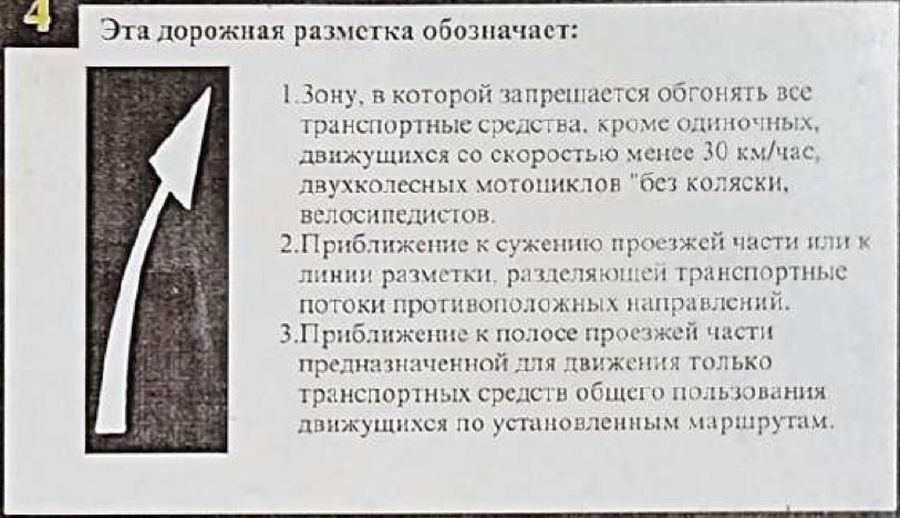 4
Эта дорожная разметка обозначает:
1.Зону, в которой запрещается обгонять все
транспортные средства, кроме одиночных,
движущихся со скоростью менее 30 км/час,
двухколесных мотоциклов "без коляски,
велосипедистов.
2.Приближение к сужению проезжей части или к
линии разметки, разделяющей транспортные
потоки противоположных направлений.
3.Приближение к полосе проезжей части
предназначенной для движения только
транспортных средств общего пользования
движущихся по установленным маршрутам.